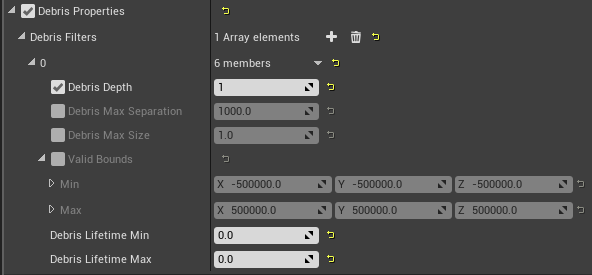 Debris Properties
Debris Filters 1 Array elements
0 6 members
Debris Depth 1
Debris Max Separation 1000.0
Debris Max Size 1.0
Valid Bounds
Min X -500000.0 Y -500000.0 Z -500000.0
Max X 500000.0 Y 500000.0 Z 500000.0
Debris Lifetime Min 0.0
Debris Lifetime Max 0.0